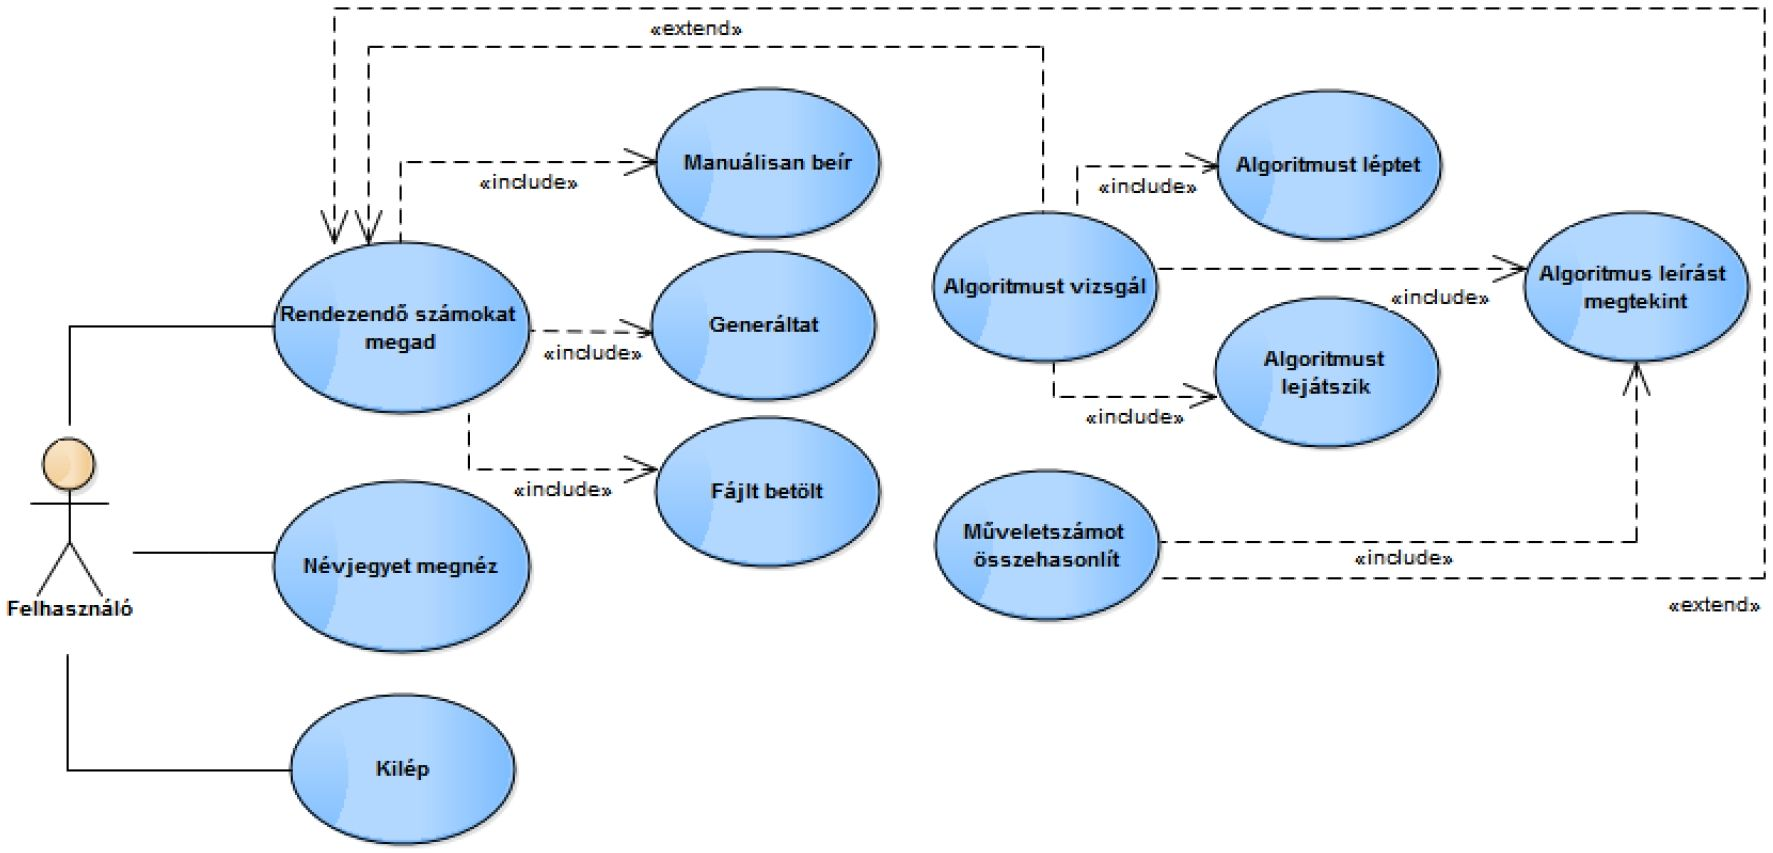 «extend»
Manuálisan beír
«include»
Algoritmust léptet
«include»
Rendezendő számokat
megad
Generáltat
«include»
Algoritmust vizsgál
Algoritmus leírást
megtekint
«include»
Algoritmust
lejátszik
«include»
Fájlt betölt
«include»
Műveletszámot
összehasonlít
«include»
«extend»
Felhasználó
Névjegyet megnéz
Kilép